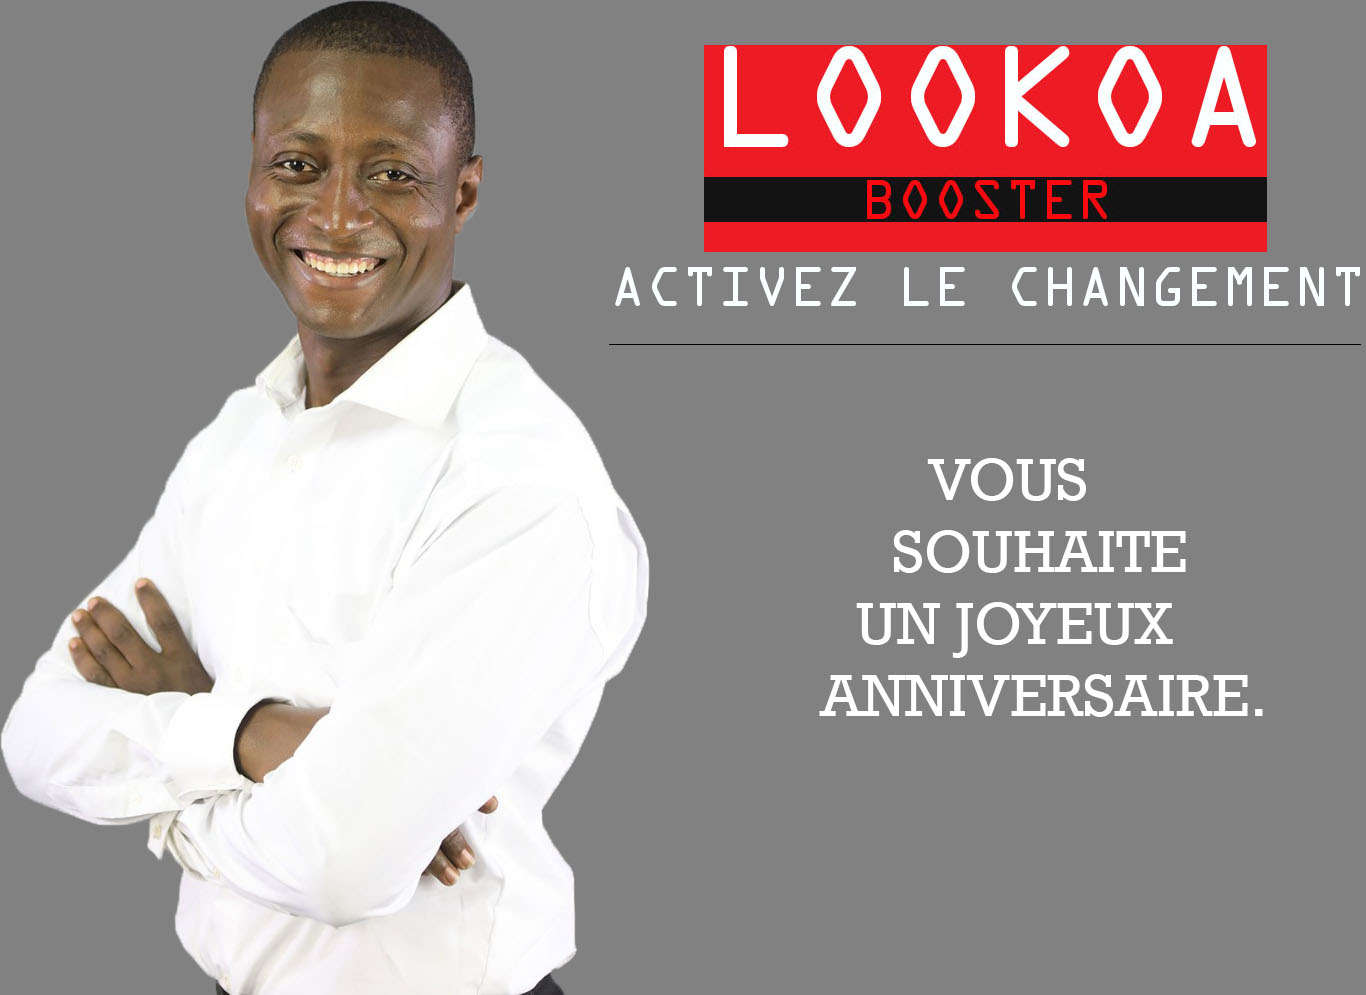 LOOKOA
BOOSTER
ACTIVEZ LE CHANGEMENT
VOUS
SOUHAITE
UN JOYEUX
ANNIVERSAIRE.